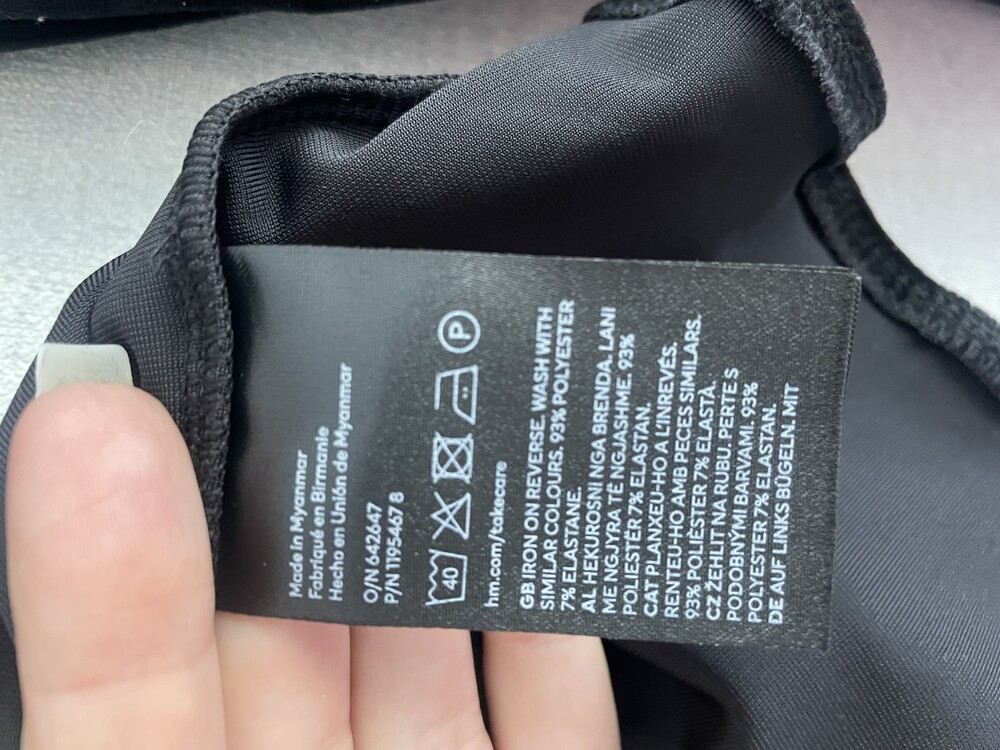 Made in Myanmar
Fabriqué en Birmanie
Hecho en Unión de Myanmar
O/N 642647
P/N 1195467 8
40
P
hm.com/takecare
GB IRON ON REVERSE. WASH WITH
SIMILAR COLOURS. 93% POLYESTER
7% ELASTANE.
AL HEKUROSNI NGA BRENDA. LANI
ME NGJYRA TË NGJASHME. 93%
POLIESTËR 7% ELASTAN.
CAT PLANXEU-HO A L'INREVÉS.
RENTEU-HO AMB PECES SIMILARS.
93% POLIÈSTER 7% ELASTÀ.
CZ ŽEHLIT NA RUBU. PERTE S
PODOBNÝMI BARVAMI. 93%
POLYESTER 7% ELASTAN.
DE AUF LINKS BÜGELN. MIT